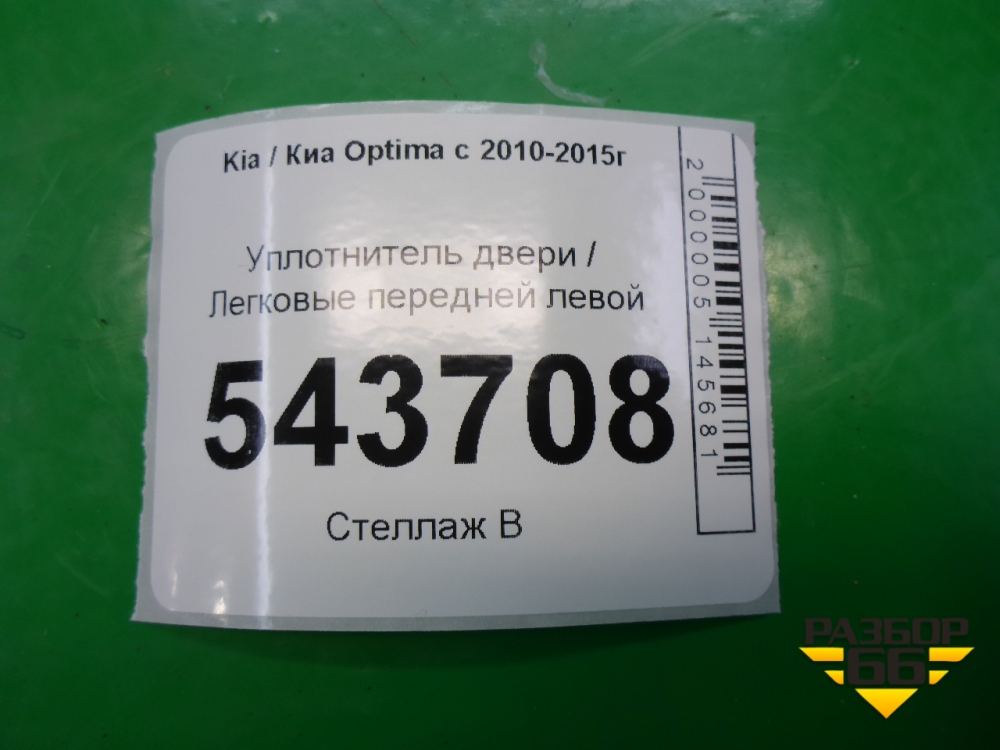 Kia / Киа Optima с 2010-2015г
Уплотнитель двери /
Легковые передней левой
543708
Стеллаж В
2000005145681
РАЗБОР
66